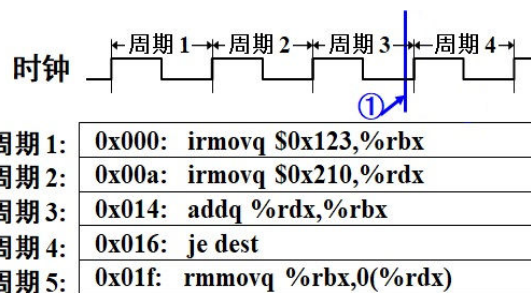 周期 1 周期 2 周期 3 周期 4
时钟
①
周期 1: 0x000: irmovq $0x123,%rbx
周期 2: 0x00a: irmovq $0x210,%rdx
周期 3: 0x014: addq %rdx,%rbx
周期 4: 0x016: je dest
周期 5: 0x01f: rmmovq %rbx,0(%rdx)